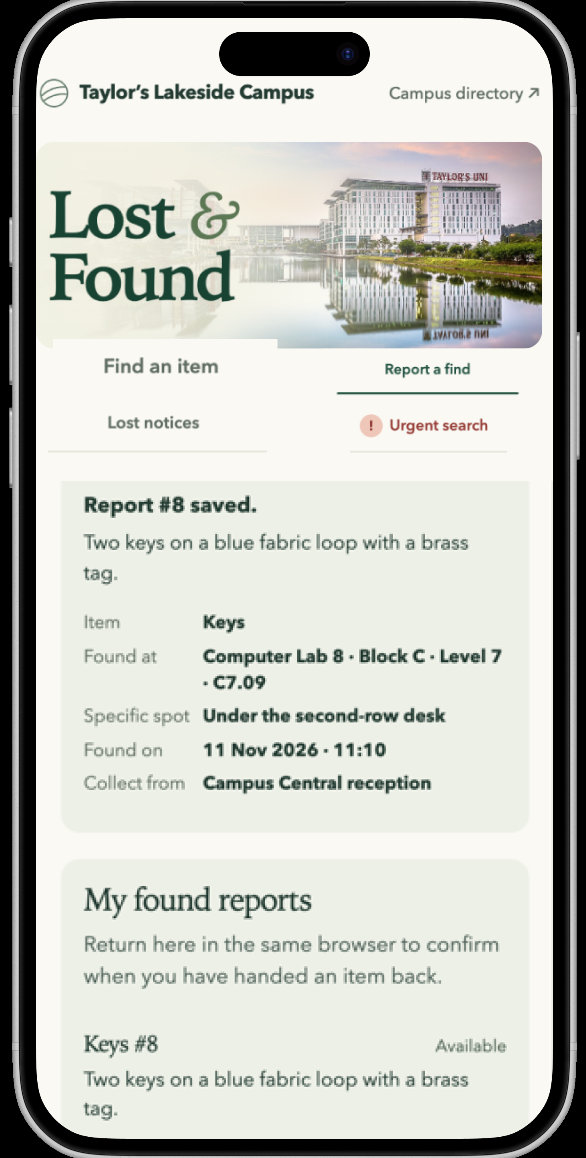 Taylor's Lakeside Campus
Campus directory ↗
TAYLOR'S UNI
Lost &
Found
Find an item
Report a find
Lost notices
! Urgent search
Report #8 saved.
Two keys on a blue fabric loop with a brass
tag.
Item Keys
Found at Computer Lab 8 · Block C · Level 7
· C7.09
Specific spot Under the second-row desk
Found on 11 Nov 2026 · 11:10
Collect from Campus Central reception
My found reports
Return here in the same browser to confirm
when you have handed an item back.
Keys #8 Available
Two keys on a blue fabric loop with a brass
tag.